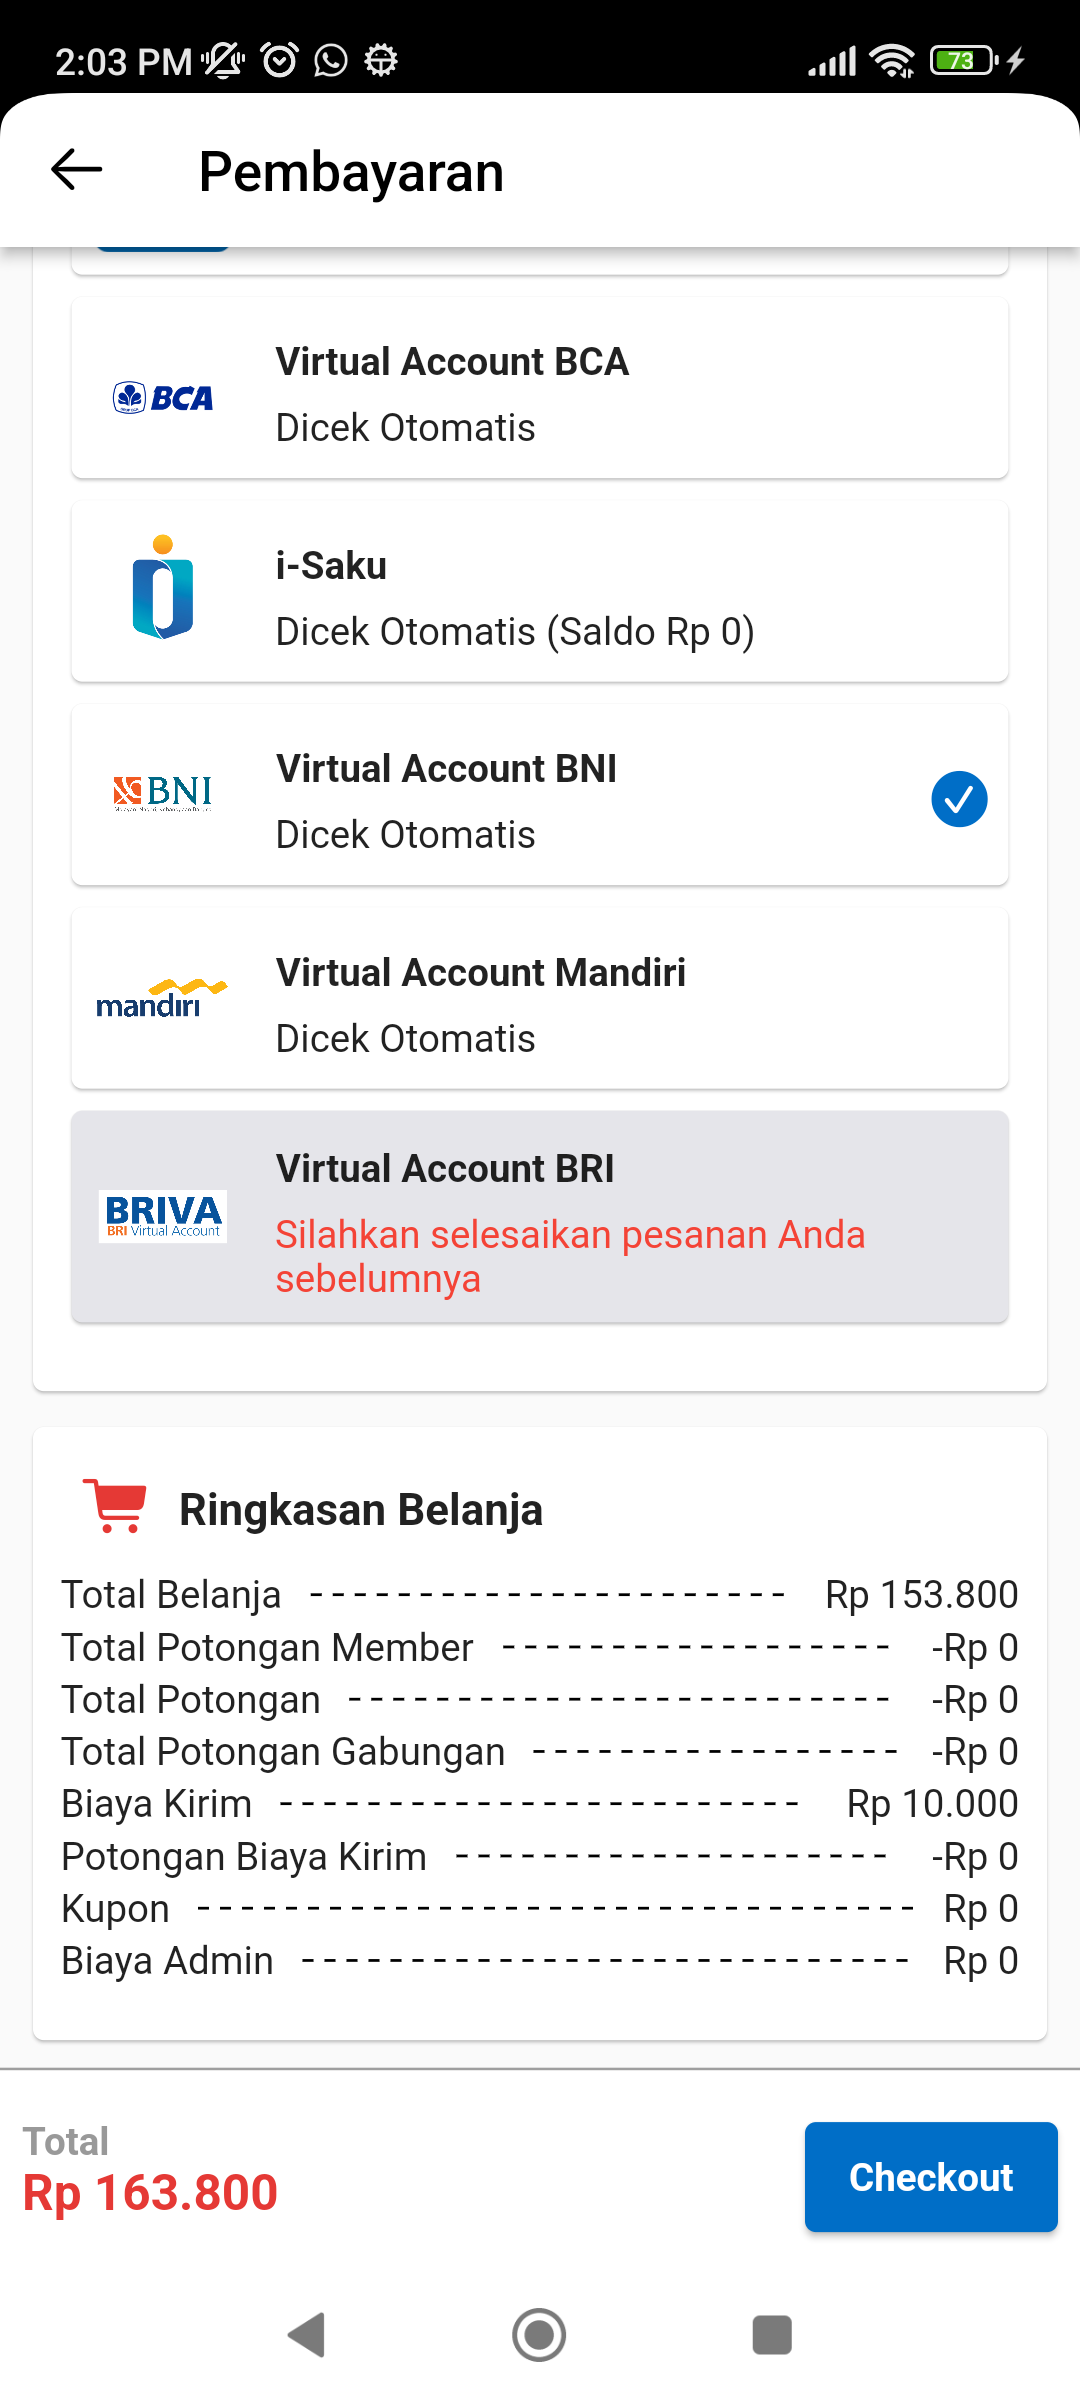 2:03 PM
73
Pembayaran
BCA
Virtual Account BCA
Dicek Otomatis
i-Saku
Dicek Otomatis (Saldo Rp 0)
BNI
Virtual Account BNI
Dicek Otomatis
mandiri
Virtual Account Mandiri
Dicek Otomatis
BRIVA
BRI Virtual Account
Virtual Account BRI
Silahkan selesaikan pesanan Anda
sebelumnya
Ringkasan Belanja
Total Belanja ---------------------- Rp 153.800
Total Potongan Member ------------------ -Rp 0
Total Potongan ------------------------- -Rp 0
Total Potongan Gabungan ----------------- -Rp 0
Biaya Kirim ------------------------ Rp 10.000
Potongan Biaya Kirim -------------------- -Rp 0
Kupon --------------------------------- Rp 0
Biaya Admin ---------------------------- Rp 0
Total
Rp 163.800
Checkout